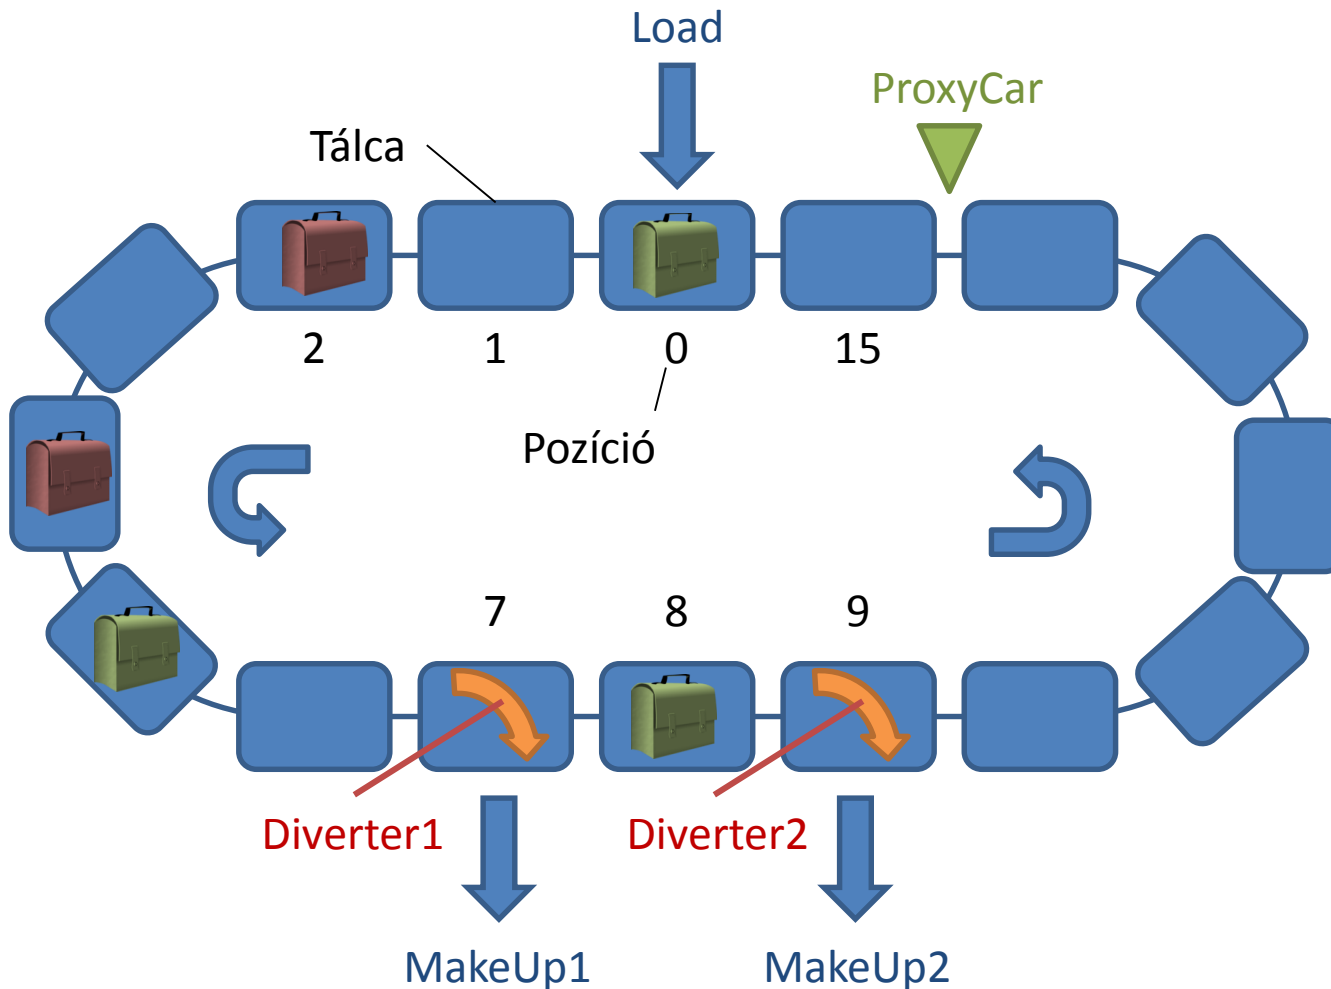 Load
ProxyCar
Tálca
2 1 0 15
Pozíció
7 8 9
Diverter1 Diverter2
MakeUp1 MakeUp2